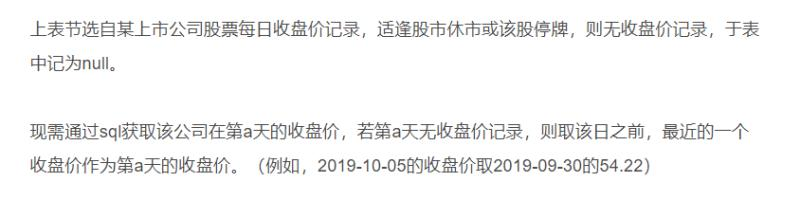 上表节选自某上市公司股票每日收盘价记录，适逢股市休市或该股停牌，则无收盘价记录，于表
中记为null。
现需通过sql获取该公司在第a天的收盘价，若第a天无收盘价记录，则取该日之前，最近的一个
收盘价作为第a天的收盘价。（例如，2019-10-05的收盘价取2019-09-30的54.22）